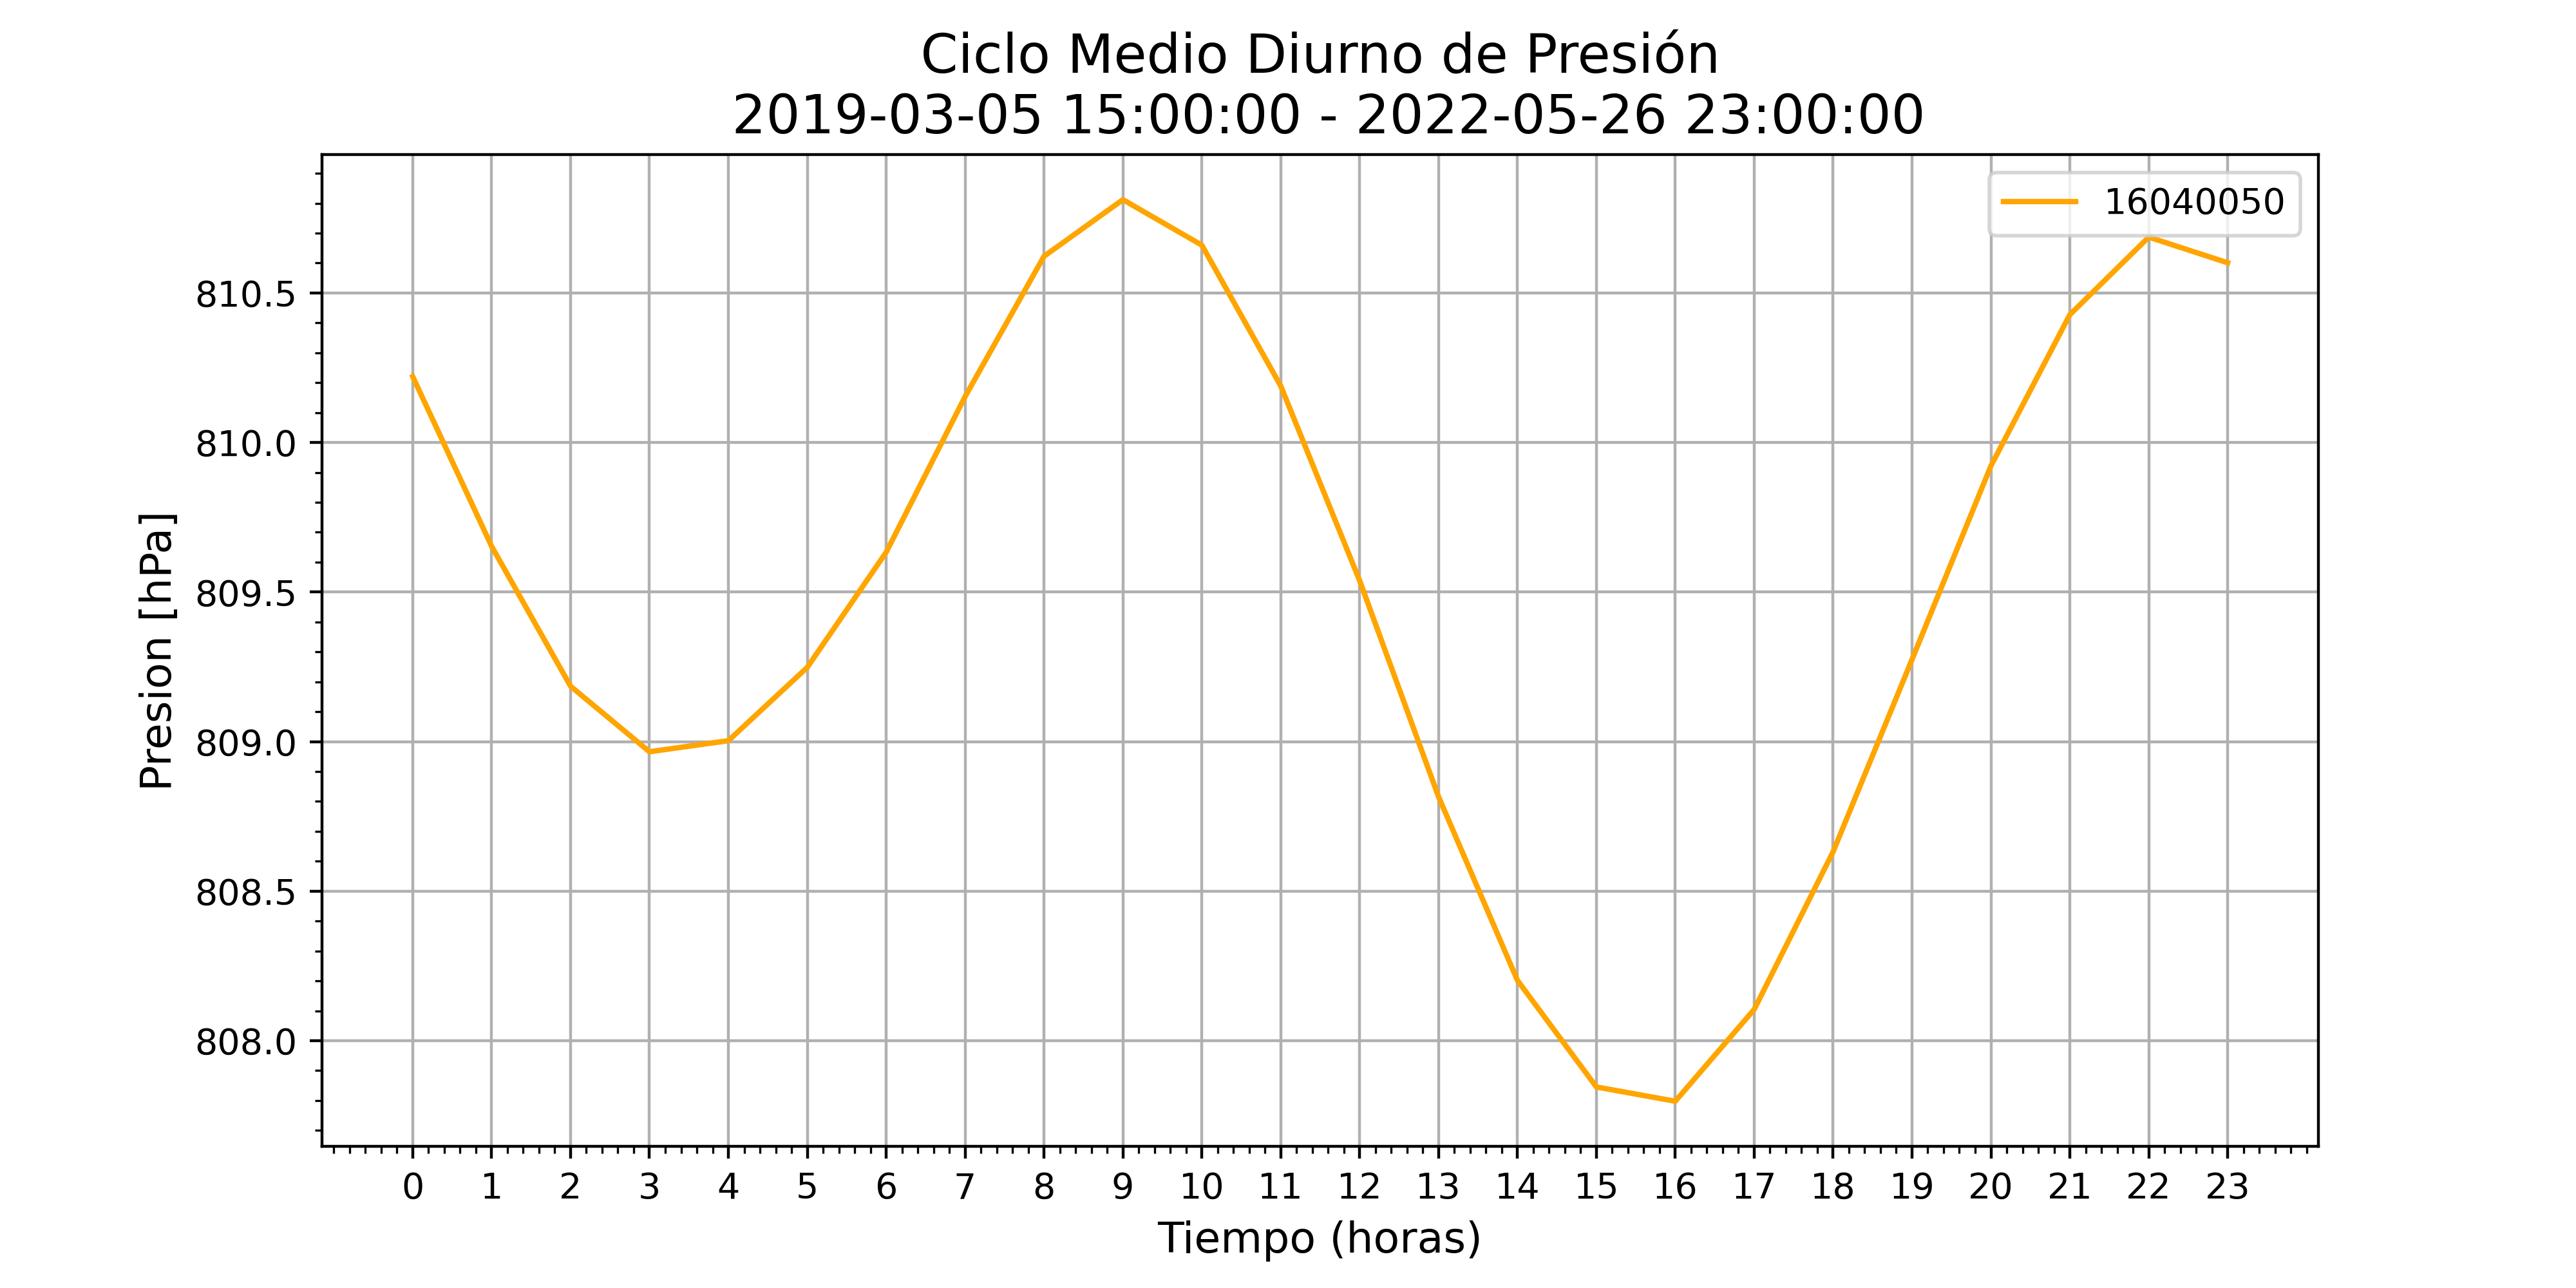 Ciclo Medio Diurno de Presión
2019-03-05 15:00:00 - 2022-05-26 23:00:00
16040050
Presion [hPa]
810.5
810.0
809.5
809.0
808.5
808.0
0 1 2 3 4 5 6 7 8 9 10 11 12 13 14 15 16 17 18 19 20 21 22 23
Tiempo (horas)